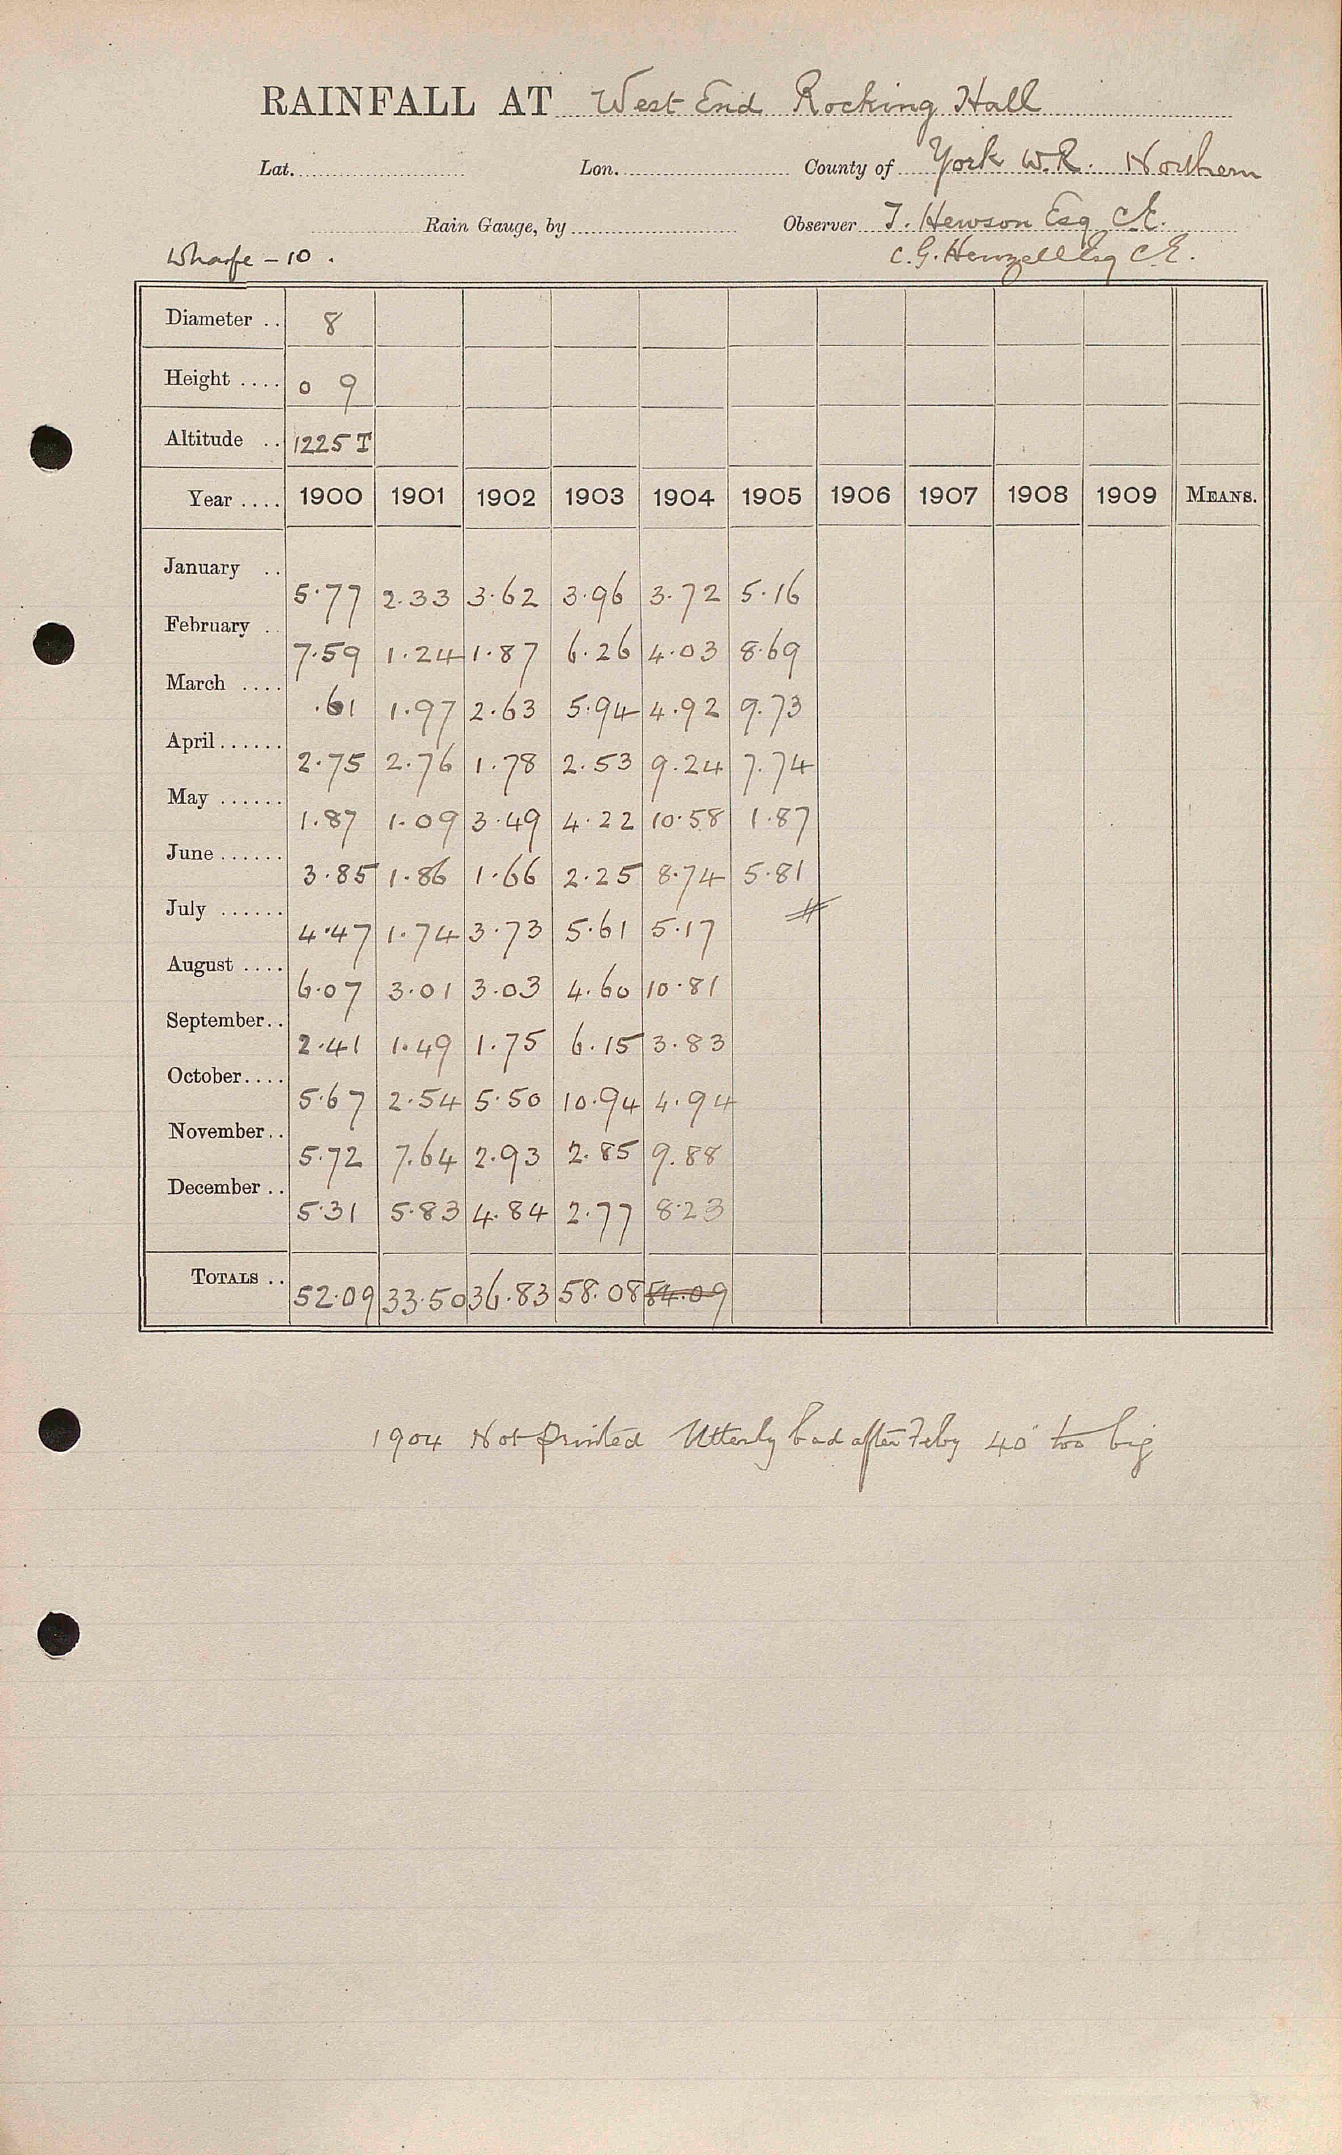 RAINFALL AT West End Rocking Hall
Lat. Lon. County of York W.R. Northern
Rain Gauge, by Observer T. Hewson Esq C.E.
Wharfe - 10. C. G. Henzell Esq C.E.
Diameter .. 8
Height .... 0 9
Altitude .. 1225 T
Year .... 1900 1901 1902 1903 1904 1905 1906 1907 1908 1909 MEANS.
January .. 5.77 2.33 3.62 3.96 3.72 5.16
February .. 7.59 1.24 1.87 6.26 4.03 8.69
March .... .61 1.97 2.63 5.94 4.92 9.73
April ...... 2.75 2.76 1.78 2.53 9.24 7.74
May ...... 1.87 1.09 3.49 4.22 10.58 1.87
June ...... 3.85 1.86 1.66 2.25 8.74 5.81
July ...... 4.47 1.74 3.73 5.61 5.17
August .... 6.07 3.01 3.03 4.60 10.81
September.. 2.41 1.49 1.75 6.15 3.83
October.... 5.67 2.54 5.50 10.94 4.94
November.. 5.72 7.64 2.93 2.85 9.88
December .. 5.31 5.83 4.84 2.77 8.23
TOTALS .. 52.09 33.50 36.83 58.08 84.09
1904 Not printed Utterly bad after Feby 40" too big